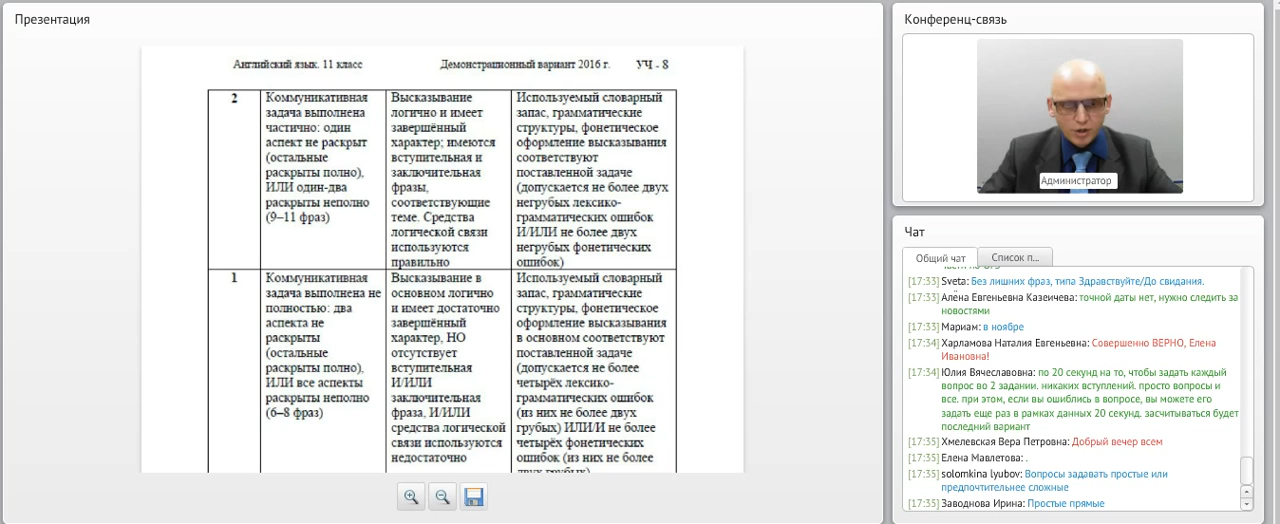 Презентация
Английский язык. 11 класс
Демонстрационный вариант 2016 г.
УЧ - 8
2
Коммуникативная
задача выполнена
частично: один
аспект не раскрыт
(остальные
раскрыты полно),
ИЛИ один-два
раскрыты неполно
(9–11 фраз)
Высказывание
логично и имеет
завершённый
характер; имеются
вступительная и
заключительная
фразы,
соответствующие
теме. Средства
логической связи
используются
правильно
Используемый словарный
запас, грамматические
структуры, фонетическое
оформление высказывания
соответствуют
поставленной задаче
(допускается не более двух
негрубых лексико-
грамматических ошибок
И/ИЛИ не более двух
негрубых фонетических
ошибок)
1
Коммуникативная
задача выполнена не
полностью: два
аспекта не
раскрыты
(остальные
раскрыты полно),
ИЛИ все аспекты
раскрыты неполно
(6–8 фраз)
Высказывание в
основном логично
и имеет достаточно
завершённый
характер, НО
отсутствует
вступительная
И/ИЛИ
заключительная
фраза, И/ИЛИ
средства логической
связи используются
недостаточно
Используемый словарный
запас, грамматические
структуры, фонетическое
оформление высказывания
в основном соответствуют
поставленной задаче
(допускается не более
четырёх лексико-
грамматических ошибок
(из них не более двух
грубых) ИЛИ/И не более
четырёх фонетических
ошибок (из них не более
двух грубых)
Конференц-связь
Администратор
Чат
Общий чат
Список п...
[17:33] Sveta: Без лишних фраз, типа Здравствуйте/До свидания.
[17:33] Алёна Евгеньевна Казеичева: точной даты нет, нужно следить за
новостями
[17:33] Мариам: в ноябре
[17:34] Харламова Наталия Евгеньевна: Совершенно ВЕРНО, Елена
Ивановна!
[17:34] Юлия Вячеславовна: по 20 секунд на то, чтобы задать каждый
вопрос во 2 задании. никаких вступлений. просто вопросы и
все. при этом, если вы ошиблись в вопросе, вы можете его
задать еще раз в рамках данных 20 секунд. засчитываться будет
последний вариант
[17:35] Хмелевская Вера Петровна: Добрый вечер всем
[17:35] Елена Мавлетова: .
[17:35] solomkina lyubov: Вопросы задавать простые или
предпочтительнее сложные
[17:35] Заводнова Ирина: Простые прямые